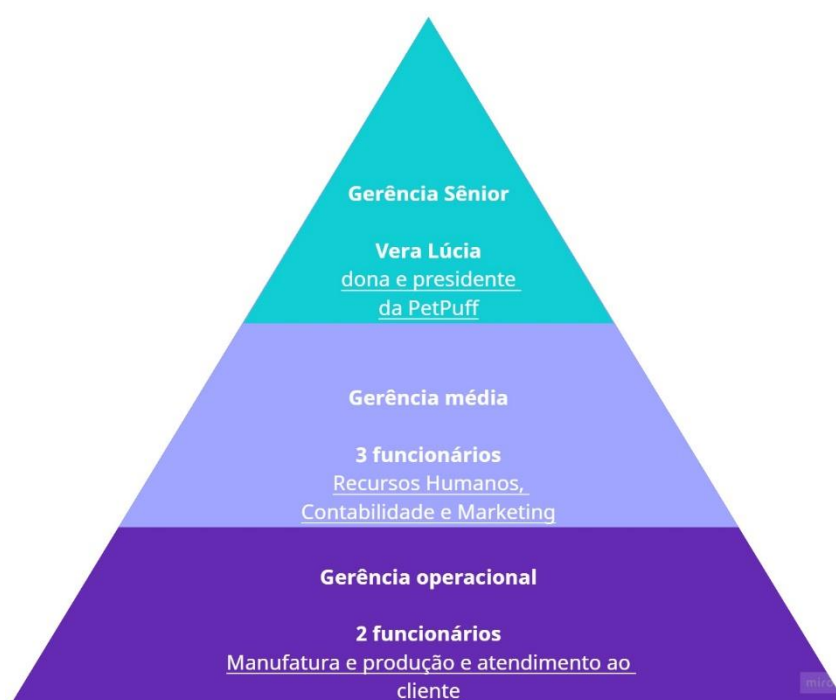 Gerência Sênior
Vera Lúcia
dona e presidente
da PetPuff
Gerência média
3 funcionários
Recursos Humanos,
Contabilidade e Marketing
Gerência operacional
2 funcionários
Manufatura e produção e atendimento ao
cliente
miro